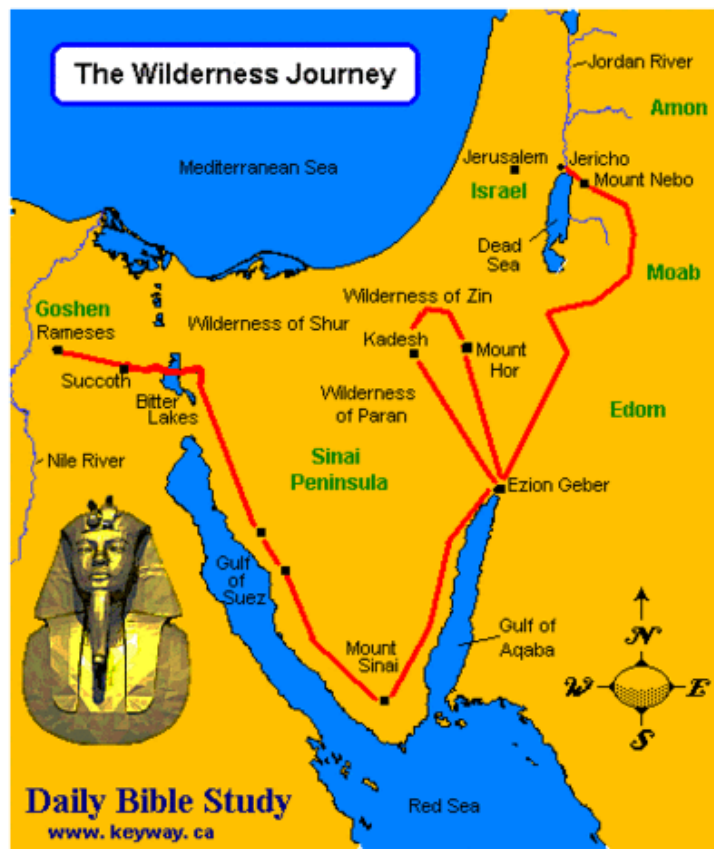 The Wilderness Journey
Jordan River
Amon
Mediterranean Sea
Jerusalem
Jericho
Mount Nebo
Israel
Dead
Sea
Moab
Goshen
Rameses
Wilderness of Shur
Wilderness of Zin
Kadesh
Mount
Hor
Succoth
Bitter
Lakes
Wilderness
of Paran
Edom
Nile River
Sinai
Peninsula
Ezion Geber
Gulf
of
Suez
Mount
Sinai
Gulf of
Aqaba
N
W
E
S
Red Sea
Daily Bible Study
www.keyway.ca